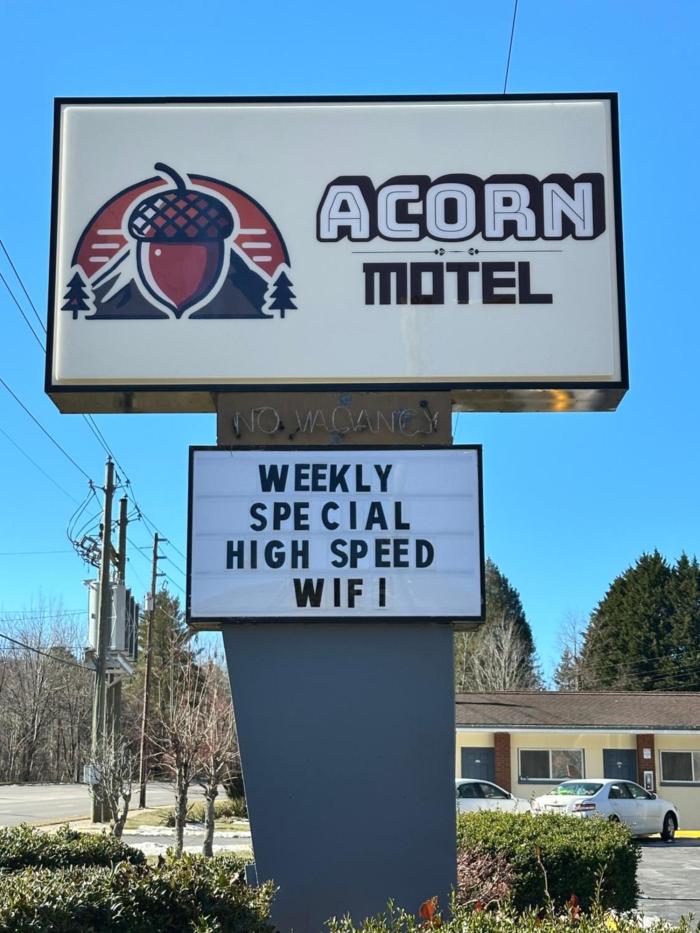 ACORN
MOTEL
NO VACANCY
WEEKLY
SPECIAL
HIGH SPEED
WIFI